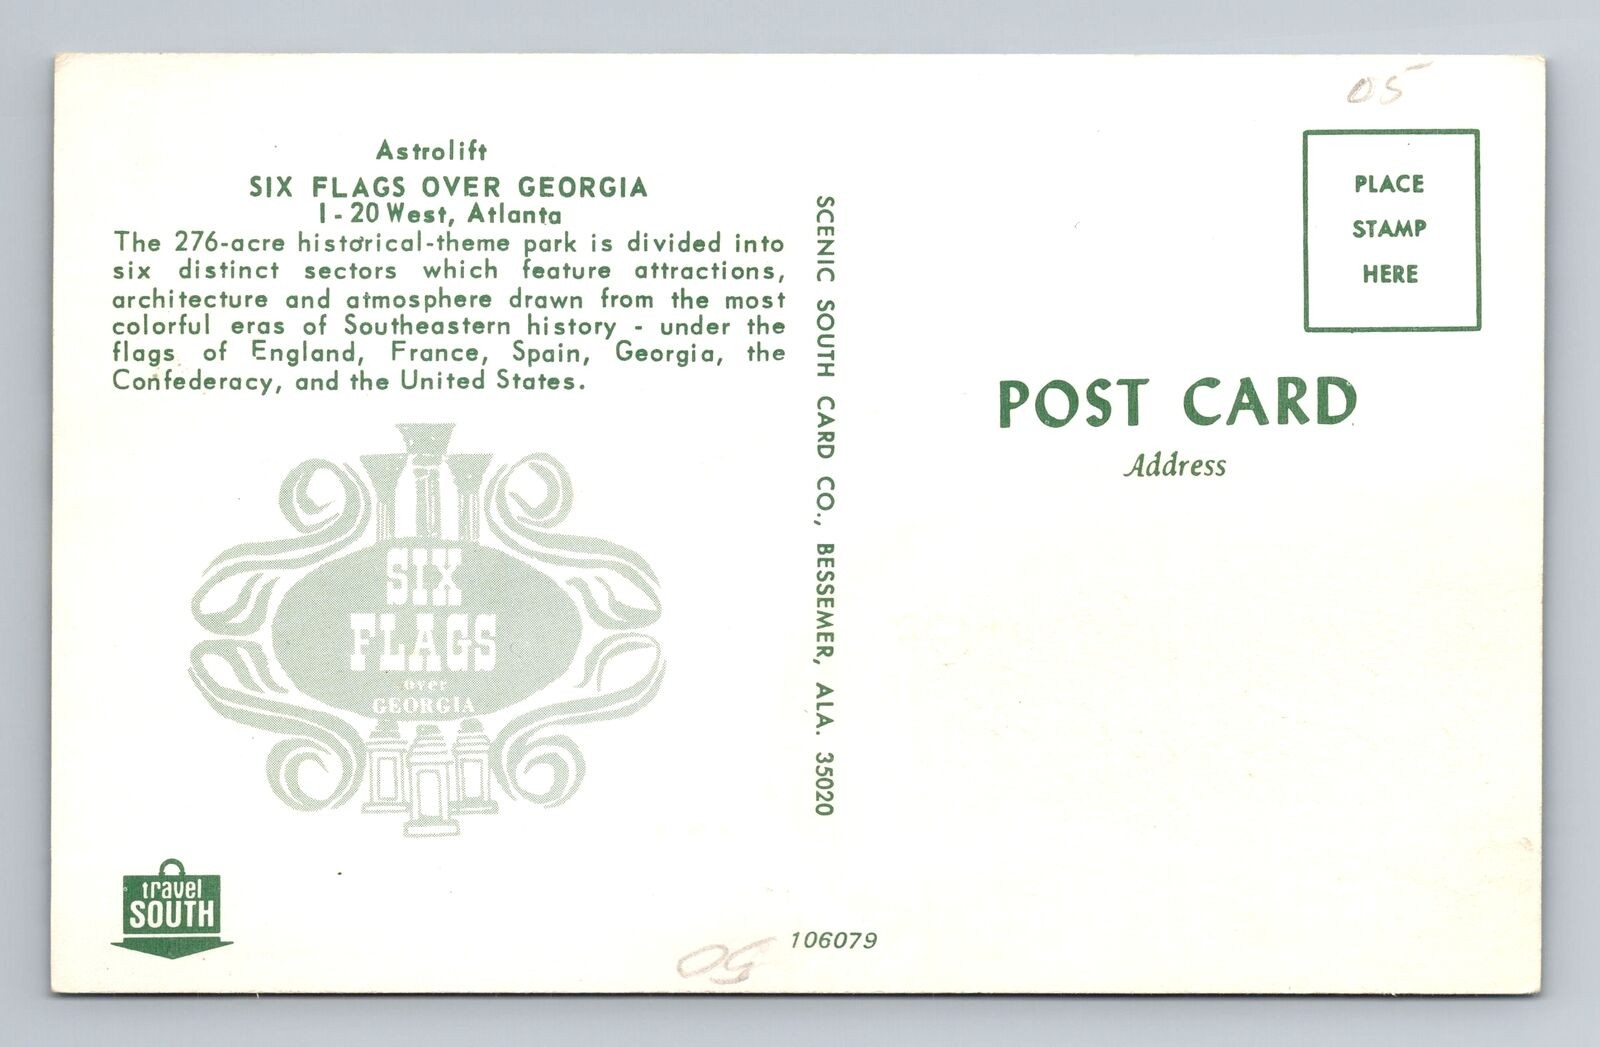 Astrolift
SIX FLAGS OVER GEORGIA
I-20 West, Atlanta
The 276-acre historical-theme park is divided into
six distinct sectors which feature attractions,
architecture and atmosphere drawn from the most
colorful eras of Southeastern history - under the
flags of England, France, Spain, Georgia, the
Confederacy, and the United States.
SIX
FLAGS
over
GEORGIA
travel
SOUTH
SCENIC SOUTH CARD CO., BESSEMER, ALA. 35020
106079
05
05
PLACE
STAMP
HERE
POST CARD
Address